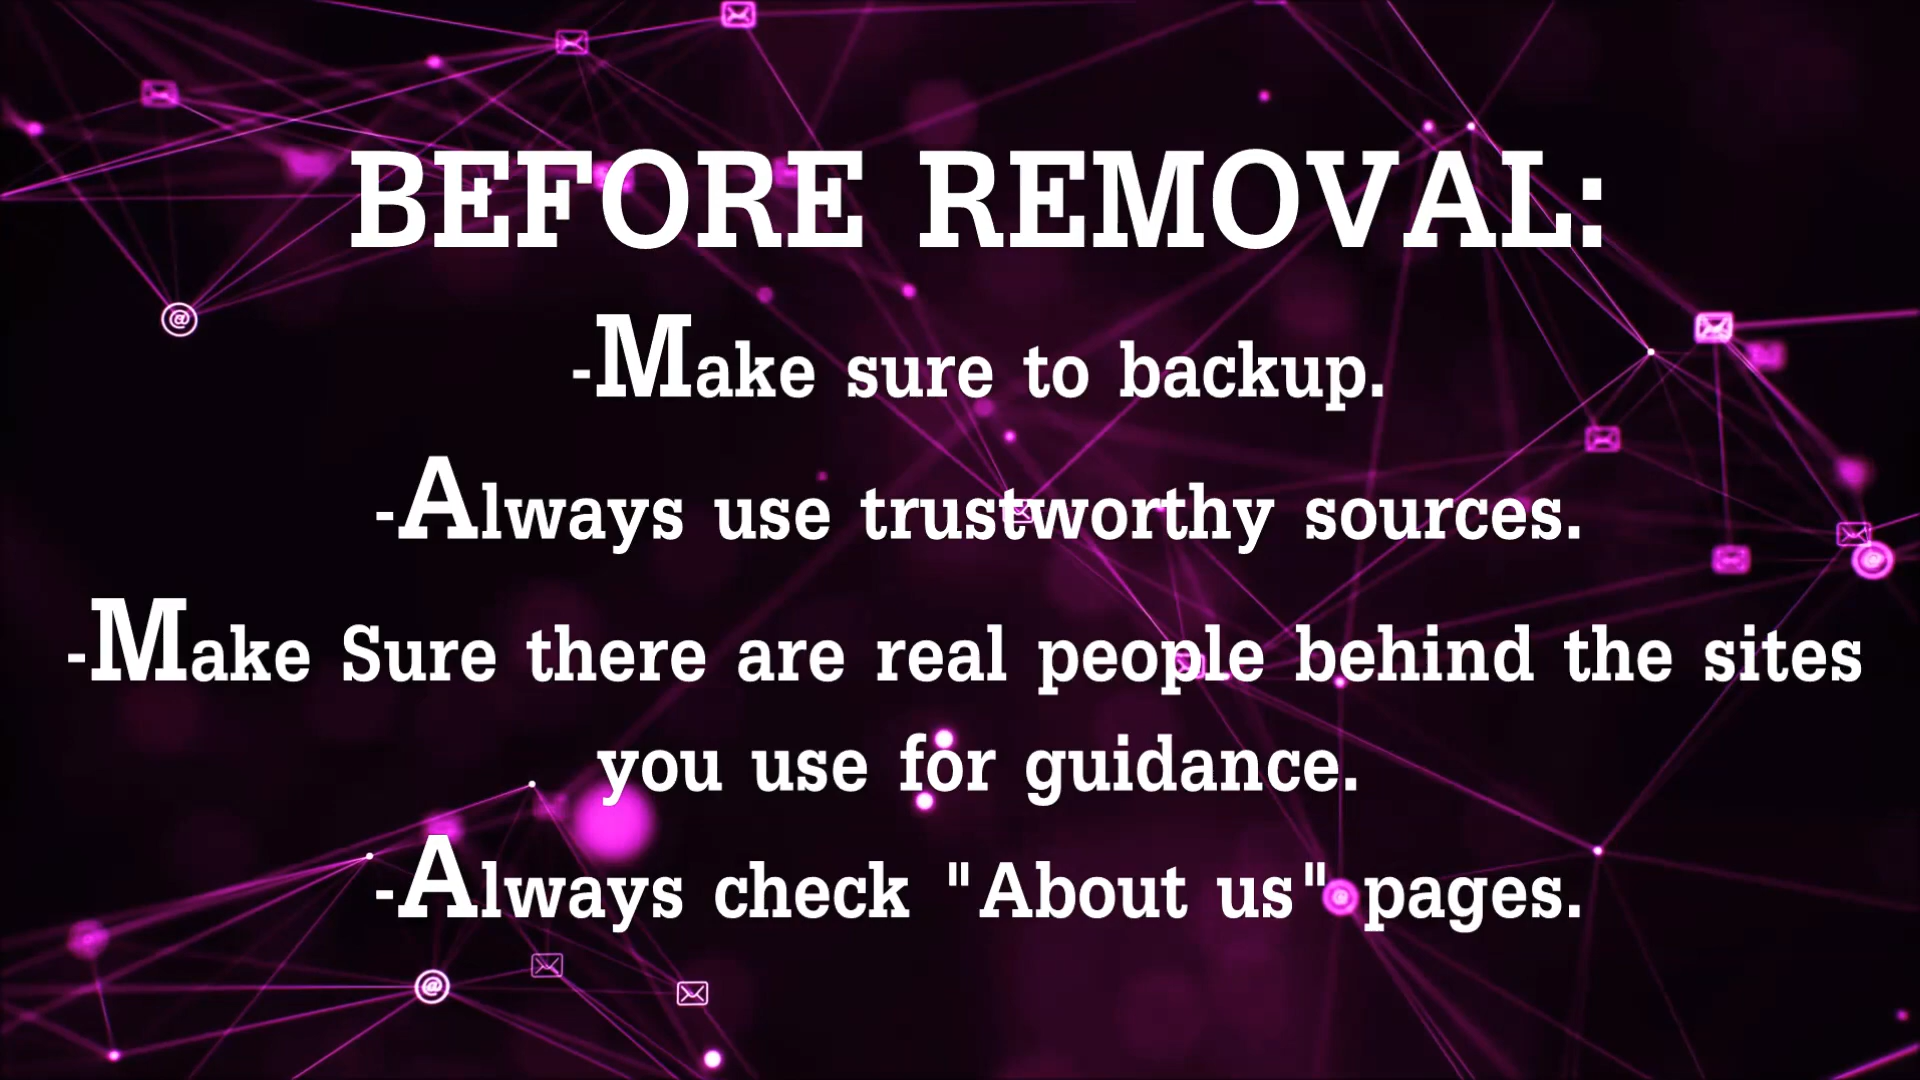 BEFORE REMOVAL:
-Make sure to backup.
-Always use trustworthy sources.
-Make Sure there are real people behind the sites
you use for guidance.
-Always check "About us" pages.